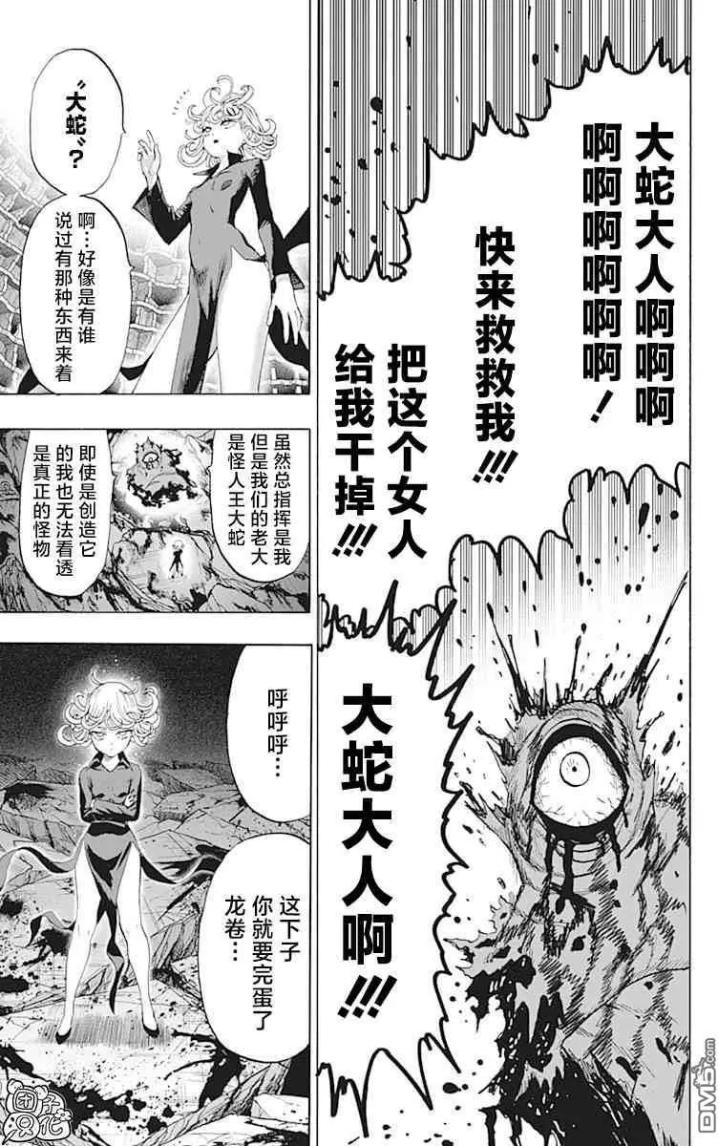 大蛇大人啊啊啊
啊啊啊啊啊啊！
快来救救我!!!
把这个女人
给我干掉!!!
大蛇大人啊!!!
〝大蛇〞？
啊…好像是有谁
说过有那种东西来着
虽然总指挥是我
但是我们的老大
是怪人王大蛇
即使是创造它
的我也无法看透
是真正的怪物
呼呼呼…
这下子
你就要完蛋了
龙卷…
DM5.com